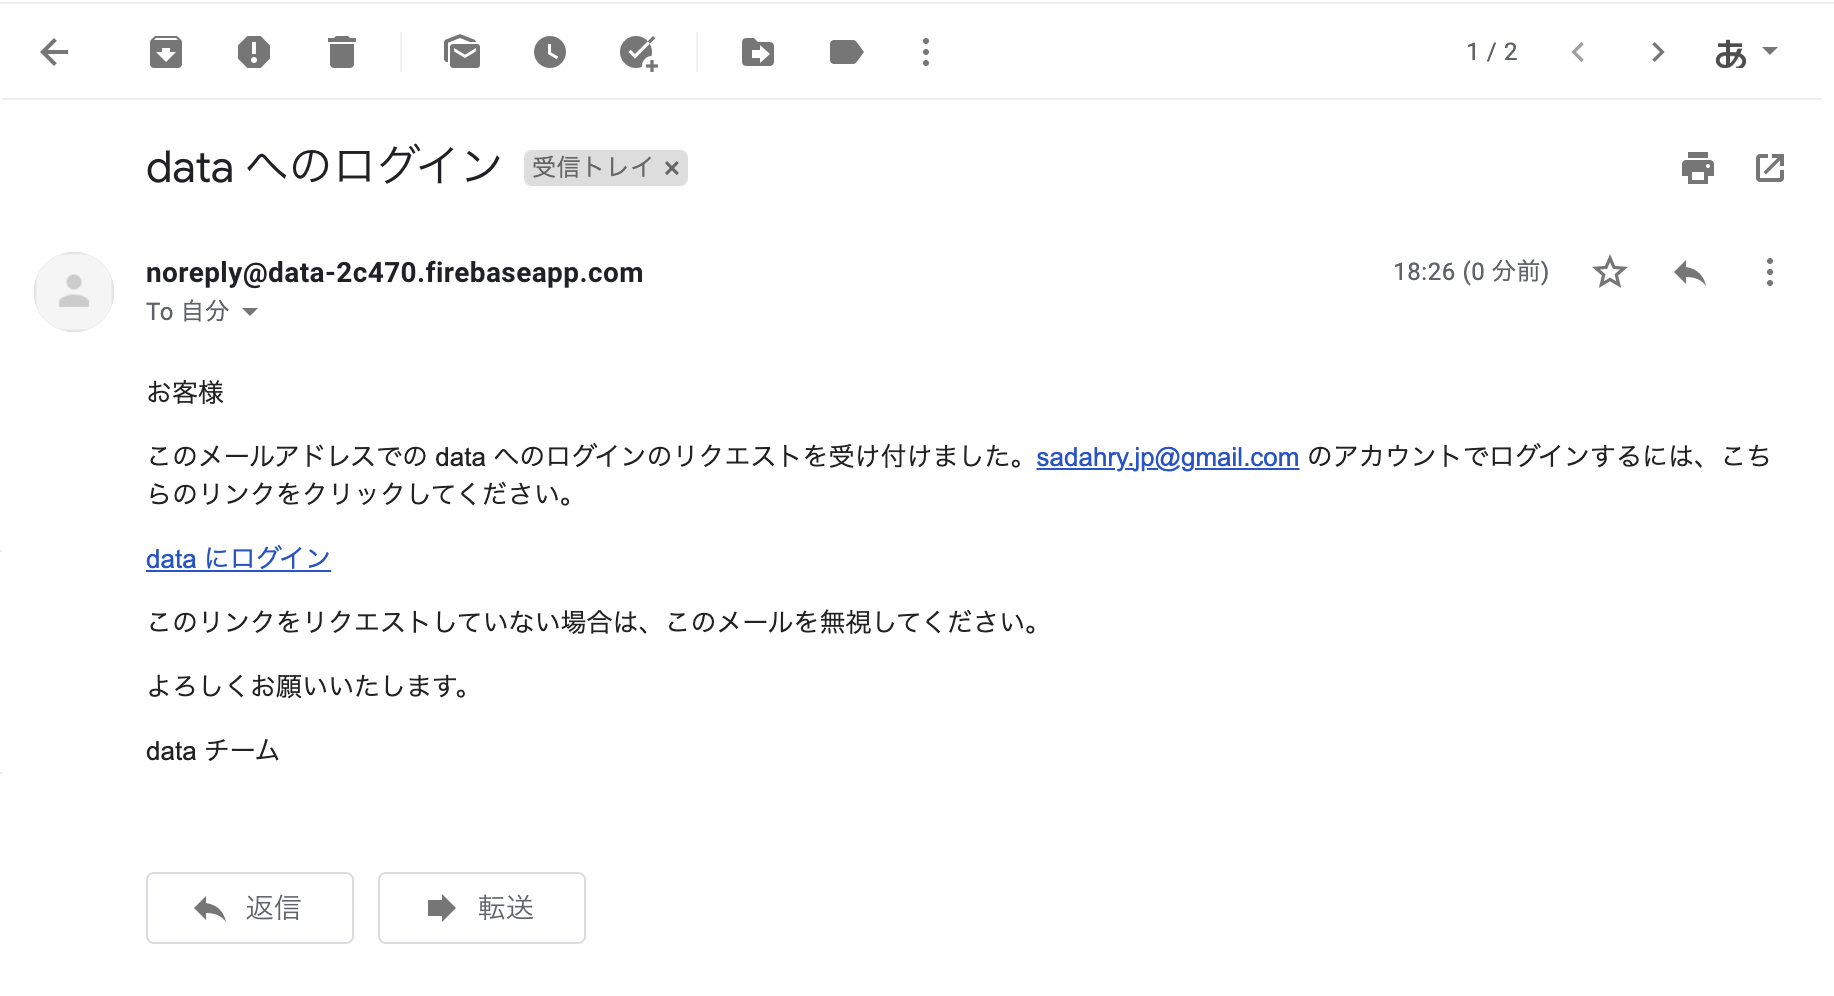 1 / 2
あ
data へのログイン 受信トレイ ×
noreply@data-2c470.firebaseapp.com 18:26 (0 分前)
To 自分
お客様
このメールアドレスでの data へのログインのリクエストを受け付けました。sadahry.jp@gmail.com のアカウントでログインするには、こち
らのリンクをクリックしてください。
data にログイン
このリンクをリクエストしていない場合は、このメールを無視してください。
よろしくお願いいたします。
data チーム
返信 転送